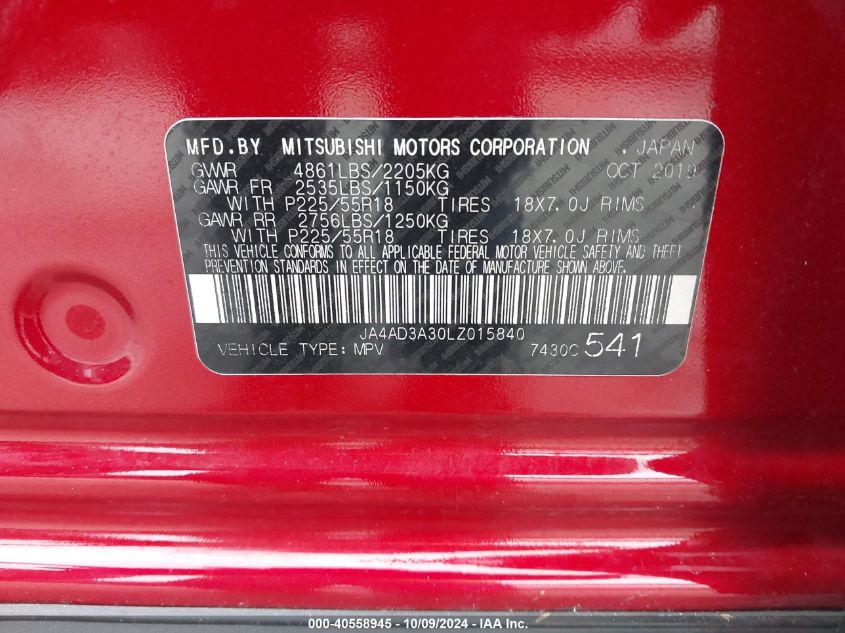 MFD.BY MITSUBISHI MOTORS CORPORATION , JAPAN
GVWR 4861LBS/2205KG OCT 2019
GAWR FR 2535LBS/1150KG
WITH P225/55R18 TIRES 18X7.0J RIMS
GAWR RR 2756LBS/1250KG
WITH P225/55R18 TIRES 18X7.0J RIMS
THIS VEHICLE CONFORMS TO ALL APPLICABLE FEDERAL MOTOR VEHICLE SAFETY AND THEFT
PREVENTION STANDARDS IN EFFECT ON THE DATE OF MANUFACTURE SHOWN ABOVE.
JA4AD3A30LZ015840
VEHICLE TYPE: MPV 7430C 541
000-40558945 - 10/09/2024 - IAA Inc.